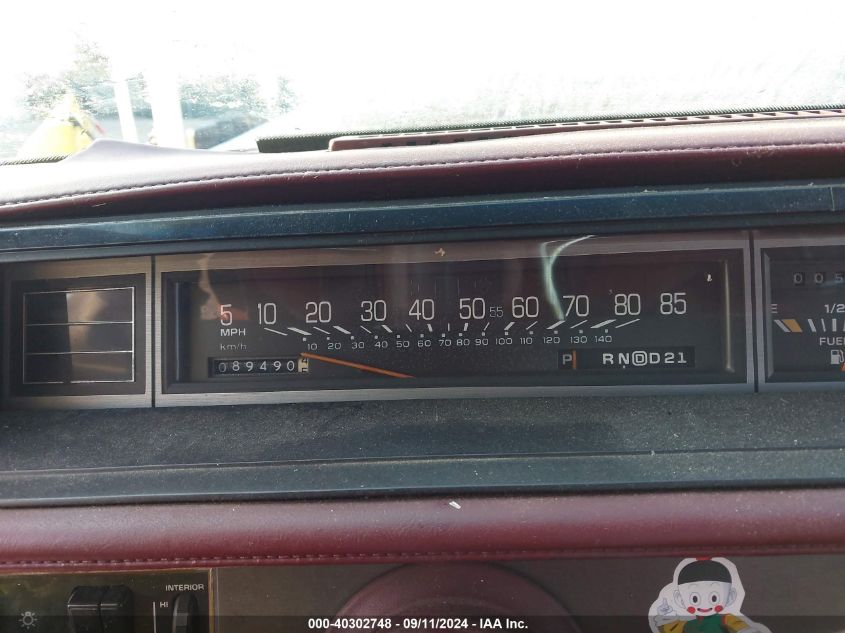 5 10 20 30 40 50 55 60 70 80 85
MPH
km/h 10 20 30 40 50 60 70 80 90 100 110 120 130 140
089490
P R N D D 2 1
E 1/2
FUEL
INTERIOR
HI
000-40302748 - 09/11/2024 - IAA Inc.